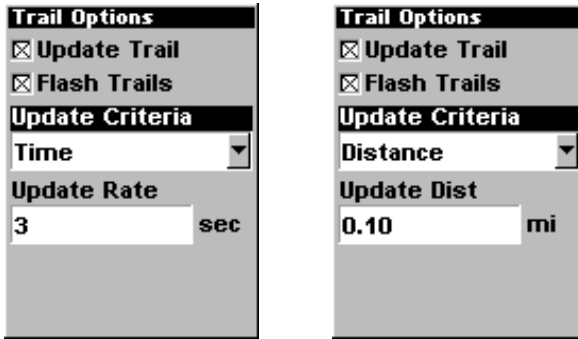 Trail Options
Update Trail
Flash Trails
Update Criteria
Time
Update Rate
3 sec
Trail Options
Update Trail
Flash Trails
Update Criteria
Distance
Update Dist
0.10 mi